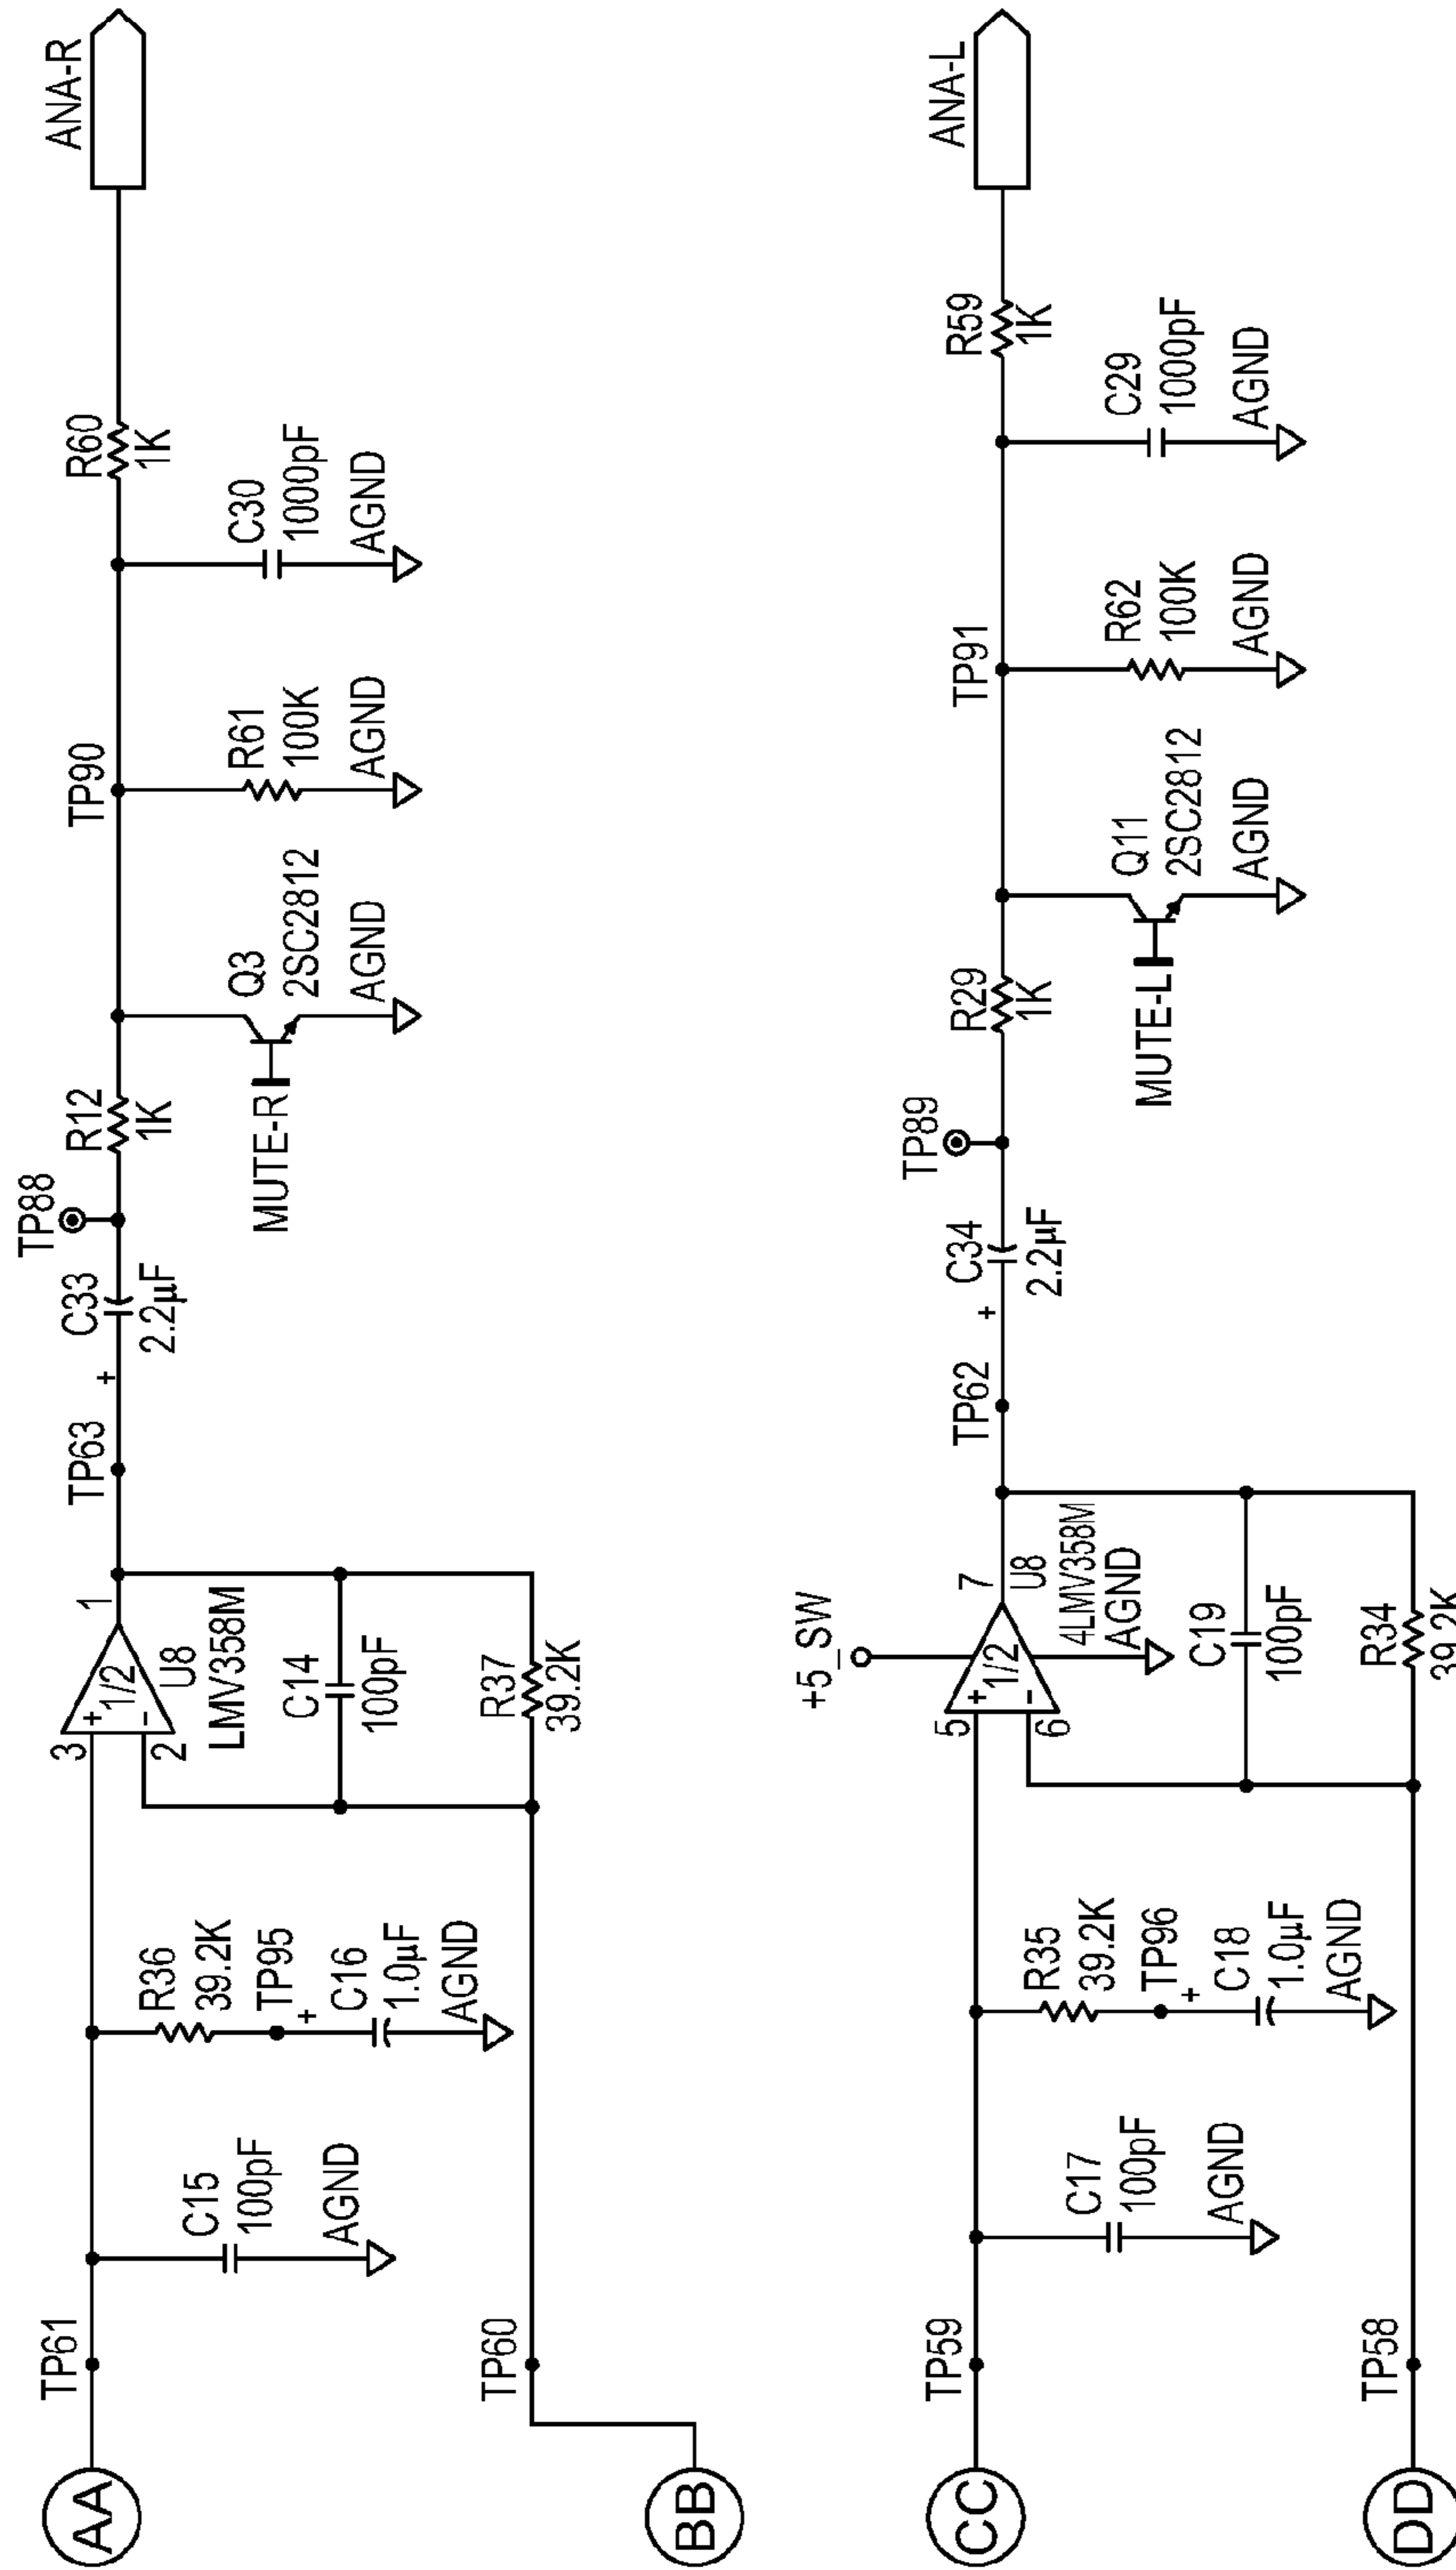 AA
TP61
C15
100pF
AGND
R36
39.2K
TP95
+
C16
1.0µF
AGND
3
2
+
-
1/2
1
U8
LMV358M
C14
100pF
R37
39.2K
TP60
BB
TP63
+
C33
2.2µF
TP88
R12
1K
MUTE-R
Q3
2SC2812
AGND
TP90
R61
100K
AGND
C30
1000pF
AGND
R60
1K
ANA-R
CC
TP59
C17
100pF
AGND
R35
39.2K
TP96
+
C18
1.0µF
AGND
5
6
+
-
1/2
7
+5_SW
U8
4LMV358M
AGND
C19
100pF
R34
39.2K
TP58
DD
TP62
+
C34
2.2µF
TP89
R29
1K
MUTE-L
Q11
2SC2812
AGND
TP91
R62
100K
AGND
C29
1000pF
AGND
R59
1K
ANA-L